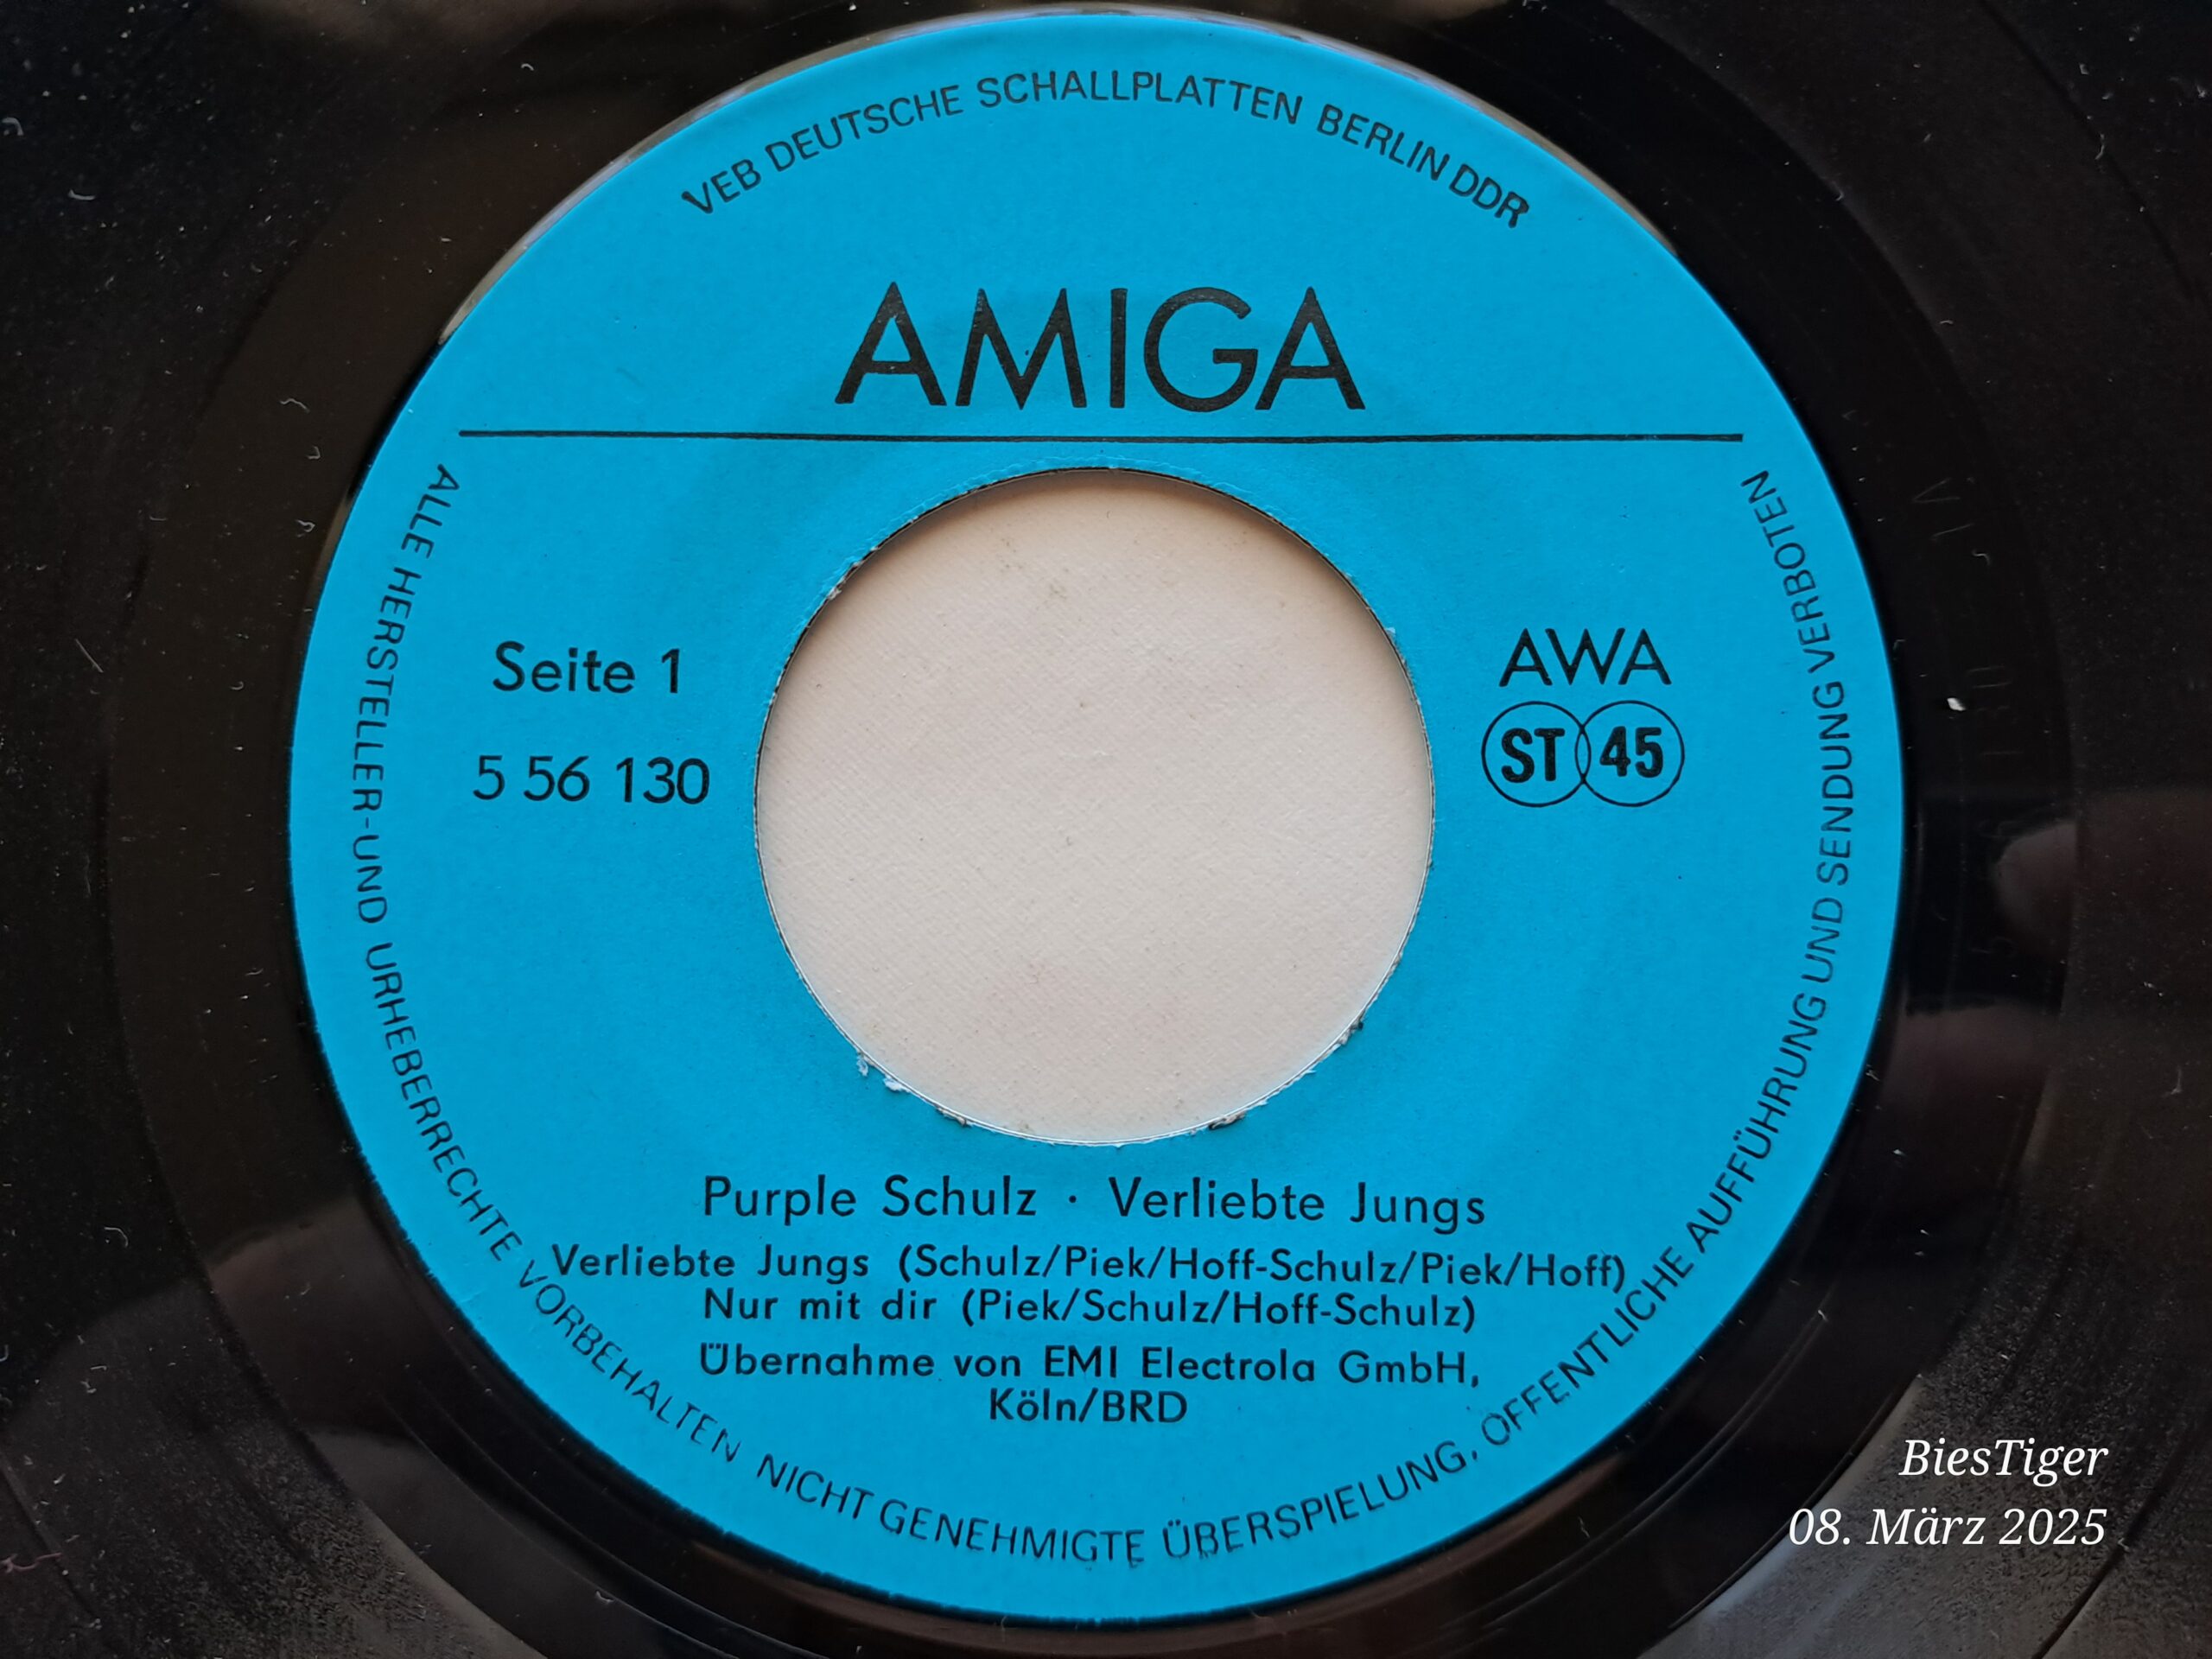 VEB DEUTSCHE SCHALLPLATTEN BERLIN DDR
AMIGA
Seite 1
5 56 130
AWA
ST 45
Purple Schulz · Verliebte Jungs
Verliebte Jungs (Schulz/Piek/Hoff-Schulz/Piek/Hoff)
Nur mit dir (Piek/Schulz/Hoff-Schulz)
Übernahme von EMI Electrola GmbH,
Köln/BRD
ALLE HERSTELLER-UND URHEBERRECHTE VORBEHALTEN NICHT GENEHMIGTE ÜBERSPIELUNG, ÖFFENTLICHE AUFFÜHRUNG UND SENDUNG VERBOTEN
BiesTiger
08. März 2025